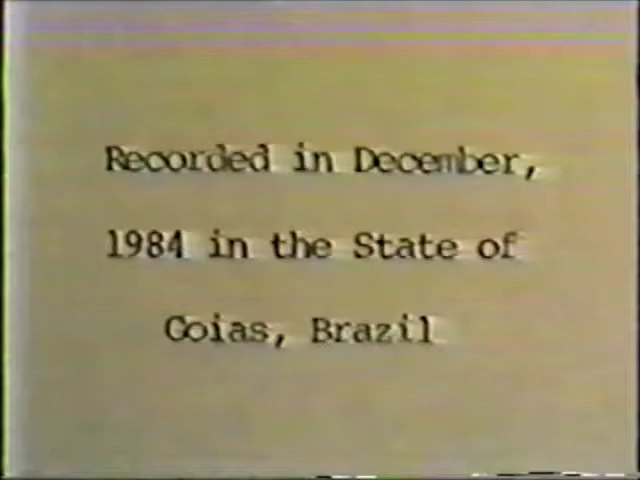 Recorded in December,
1984 in the State of
Goias, Brazil